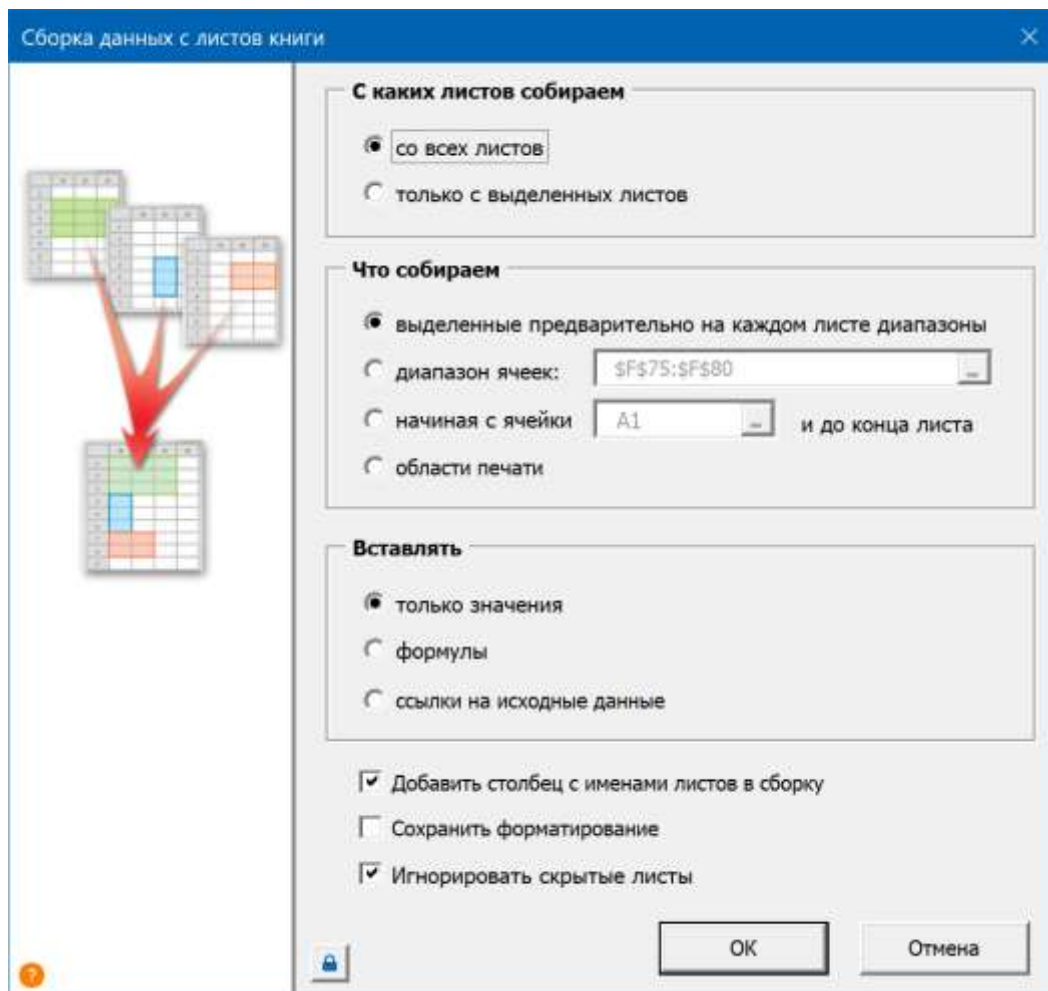 Сборка данных с листов книги
С каких листов собираем
со всех листов
только с выделенных листов
Что собираем
выделенные предварительно на каждом листе диапазоны
диапазон ячеек: $F$75:$F$80 _
начиная с ячейки A1 _ и до конца листа
области печати
Вставлять
только значения
формулы
ссылки на исходные данные
Добавить столбец с именами листов в сборку
Сохранить форматирование
Игнорировать скрытые листы
ОК Отмена
?